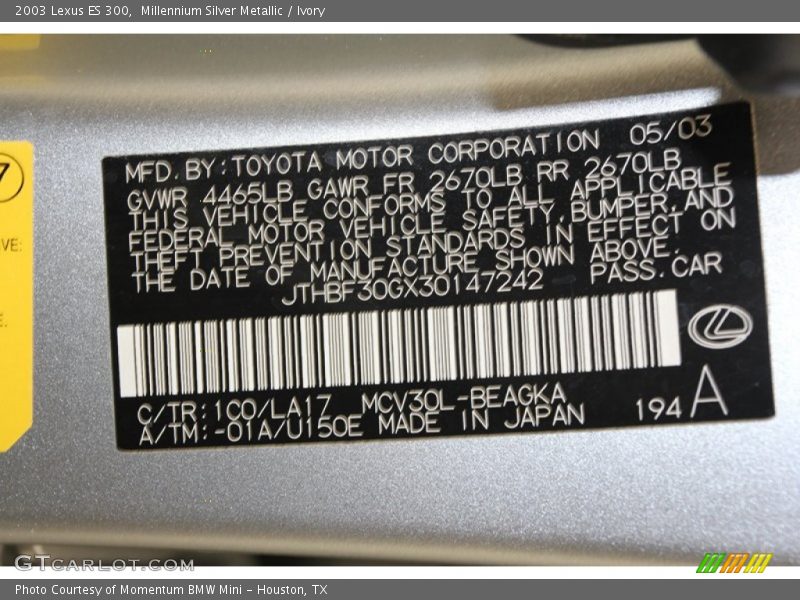 2003 Lexus ES 300, Millennium Silver Metallic / Ivory
7
VE:
E:
MFD.BY:TOYOTA MOTOR CORPORATION 05/03
GVWR 4465LB GAWR FR 2670LB RR 2670LB
THIS VEHICLE CONFORMS TO ALL APPLICABLE
FEDERAL MOTOR VEHICLE SAFETY,BUMPER,AND
THEFT PREVENTION STANDARDS IN EFFECT ON
THE DATE OF MANUFACTURE SHOWN ABOVE.
JTHBF30GX30147242 PASS.CAR
C/TR:1C0/LA17 MCV30L-BEAGKA
A/TM:-01A/U150E MADE IN JAPAN 194 A
GTCARLOT.COM
Photo Courtesy of Momentum BMW Mini - Houston, TX